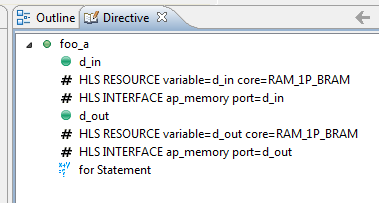 Outline Directive
foo_a
d_in
# HLS RESOURCE variable=d_in core=RAM_1P_BRAM
# HLS INTERFACE ap_memory port=d_in
d_out
# HLS RESOURCE variable=d_out core=RAM_1P_BRAM
# HLS INTERFACE ap_memory port=d_out
for Statement